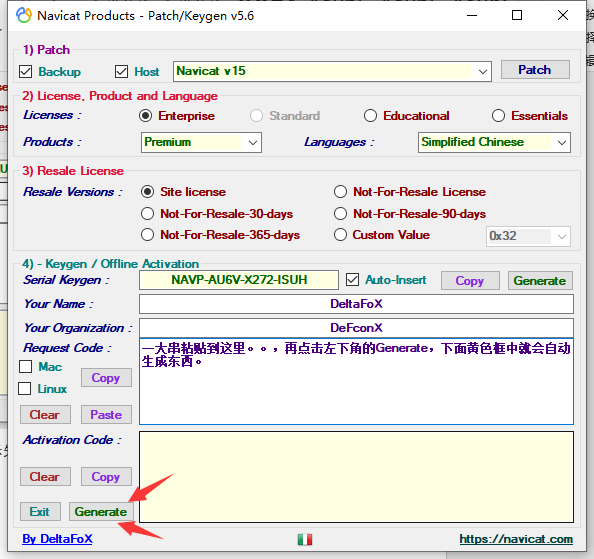 Navicat Products - Patch/Keygen v5.6
换
择
1) Patch
Backup
Host
Navicat v15
Patch
2) License, Product and Language
Licenses :
Enterprise
Standard
Educational
Essentials
Products :
Premium
Languages :
Simplified Chinese
3) Resale License
Resale Versions :
Site license
Not-For-Resale License
Not-For-Resale-30-days
Not-For-Resale-90-days
Not-For-Resale-365-days
Custom Value
0x32
4) - Keygen / Offline Activation
Serial Keygen :
NAVP-AU6V-X272-ISUH
Auto-Insert
Copy
Generate
Your Name :
DeltaFoX
Your Organization :
DeFconX
Request Code :
一大串粘贴到这里。。，再点击左下角的Generate，下面黄色框中就会自动
生成东西。
Mac
Linux
Copy
Clear
Paste
Activation Code :
Clear
Copy
Exit
Generate
By DeltaFoX
https://navicat.com